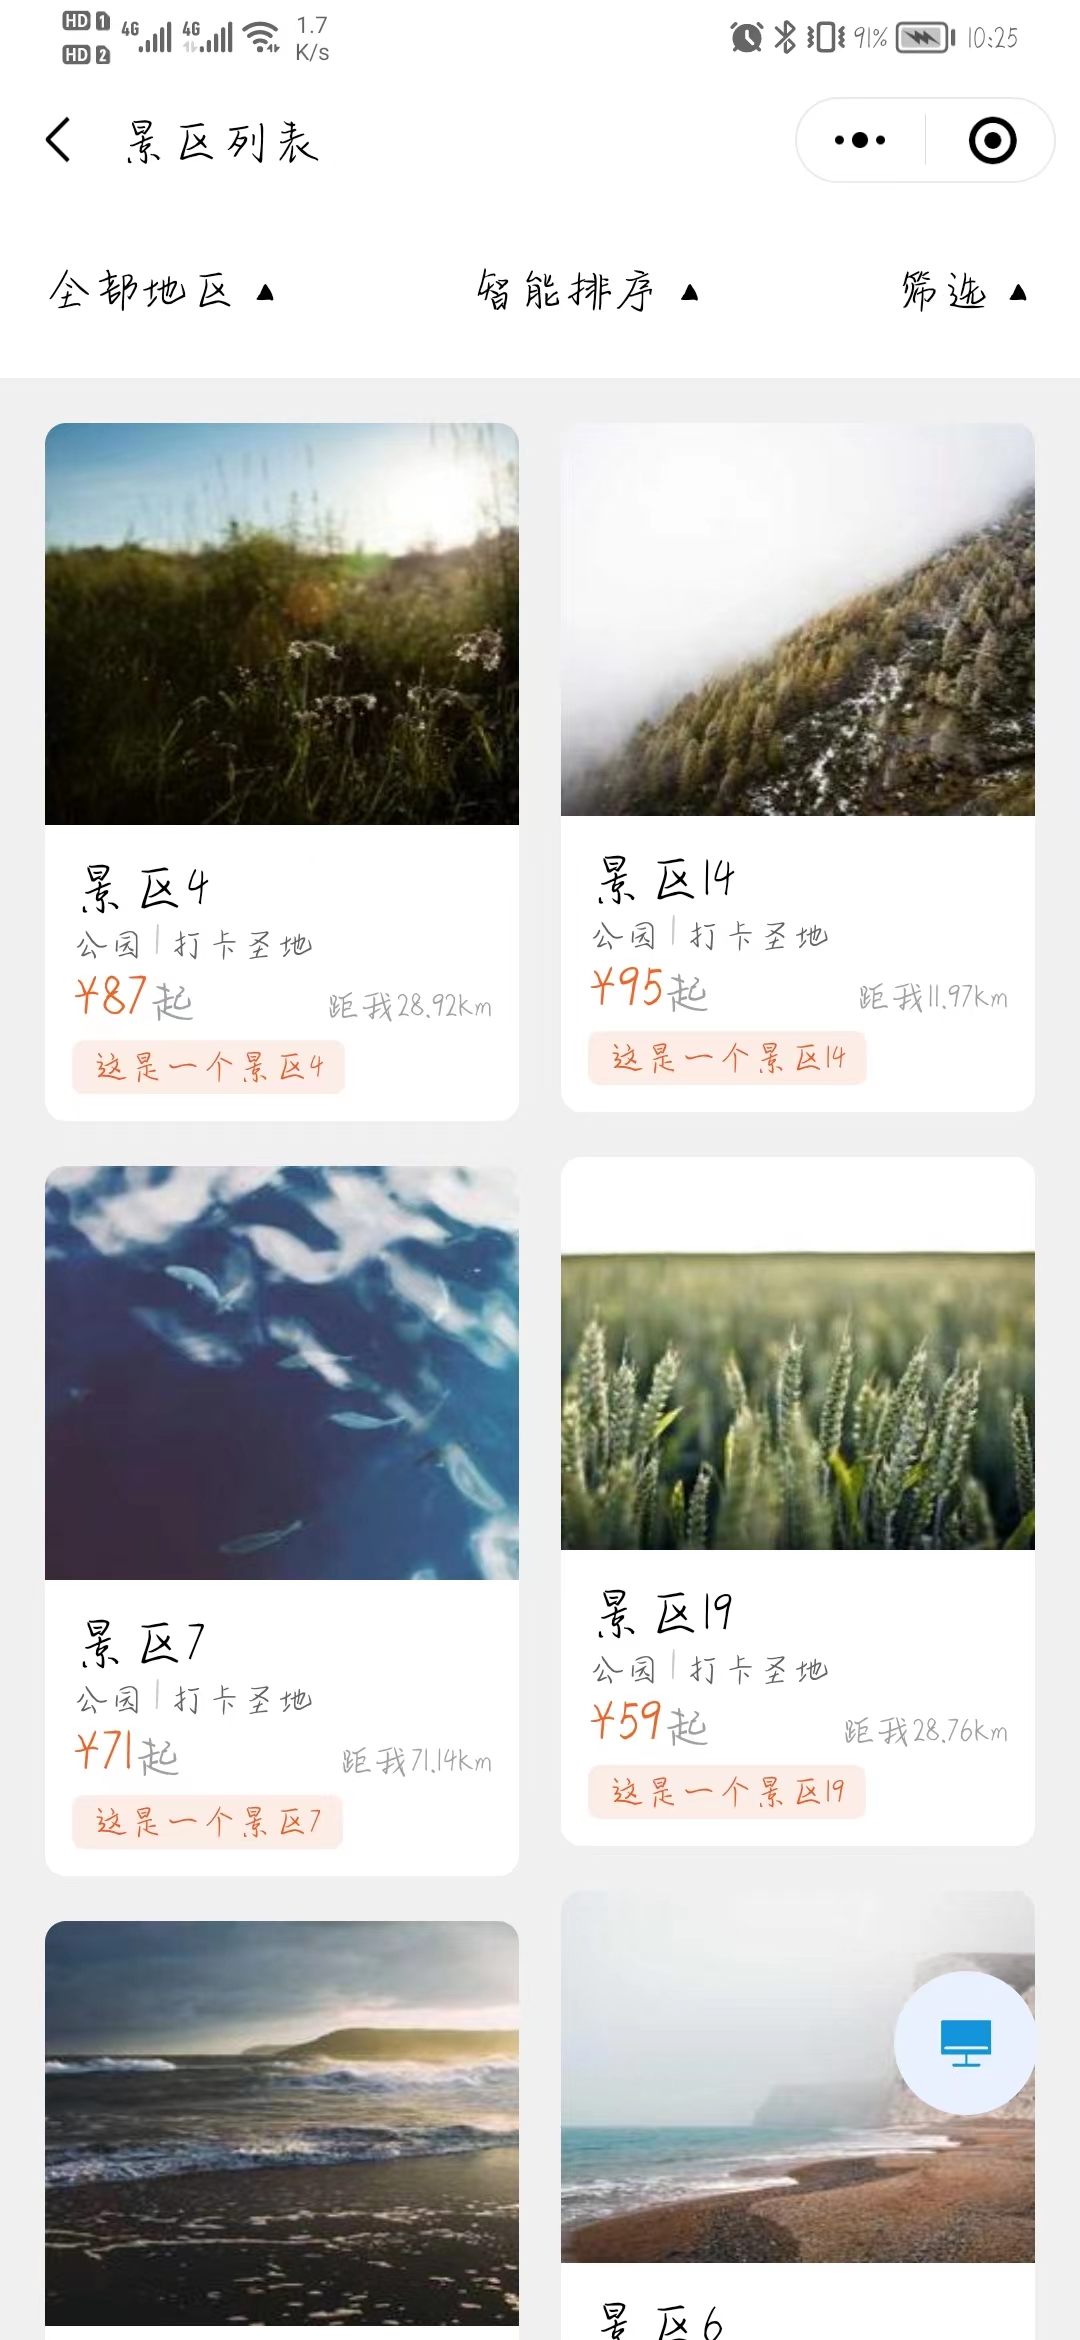 HD 1 4G 4G 1.7 K/s 91% 10:25
HD 2
景区列表
全部地区 ▲ 智能排序 ▲ 筛选 ▲
景区4
公园|打卡圣地
¥87起 距我28.92km
这是一个景区4
景区14
公园|打卡圣地
¥95起 距我11.97km
这是一个景区14
景区7
公园|打卡圣地
¥71起 距我71.14km
这是一个景区7
景区19
公园|打卡圣地
¥59起 距我28.76km
这是一个景区19
景区6